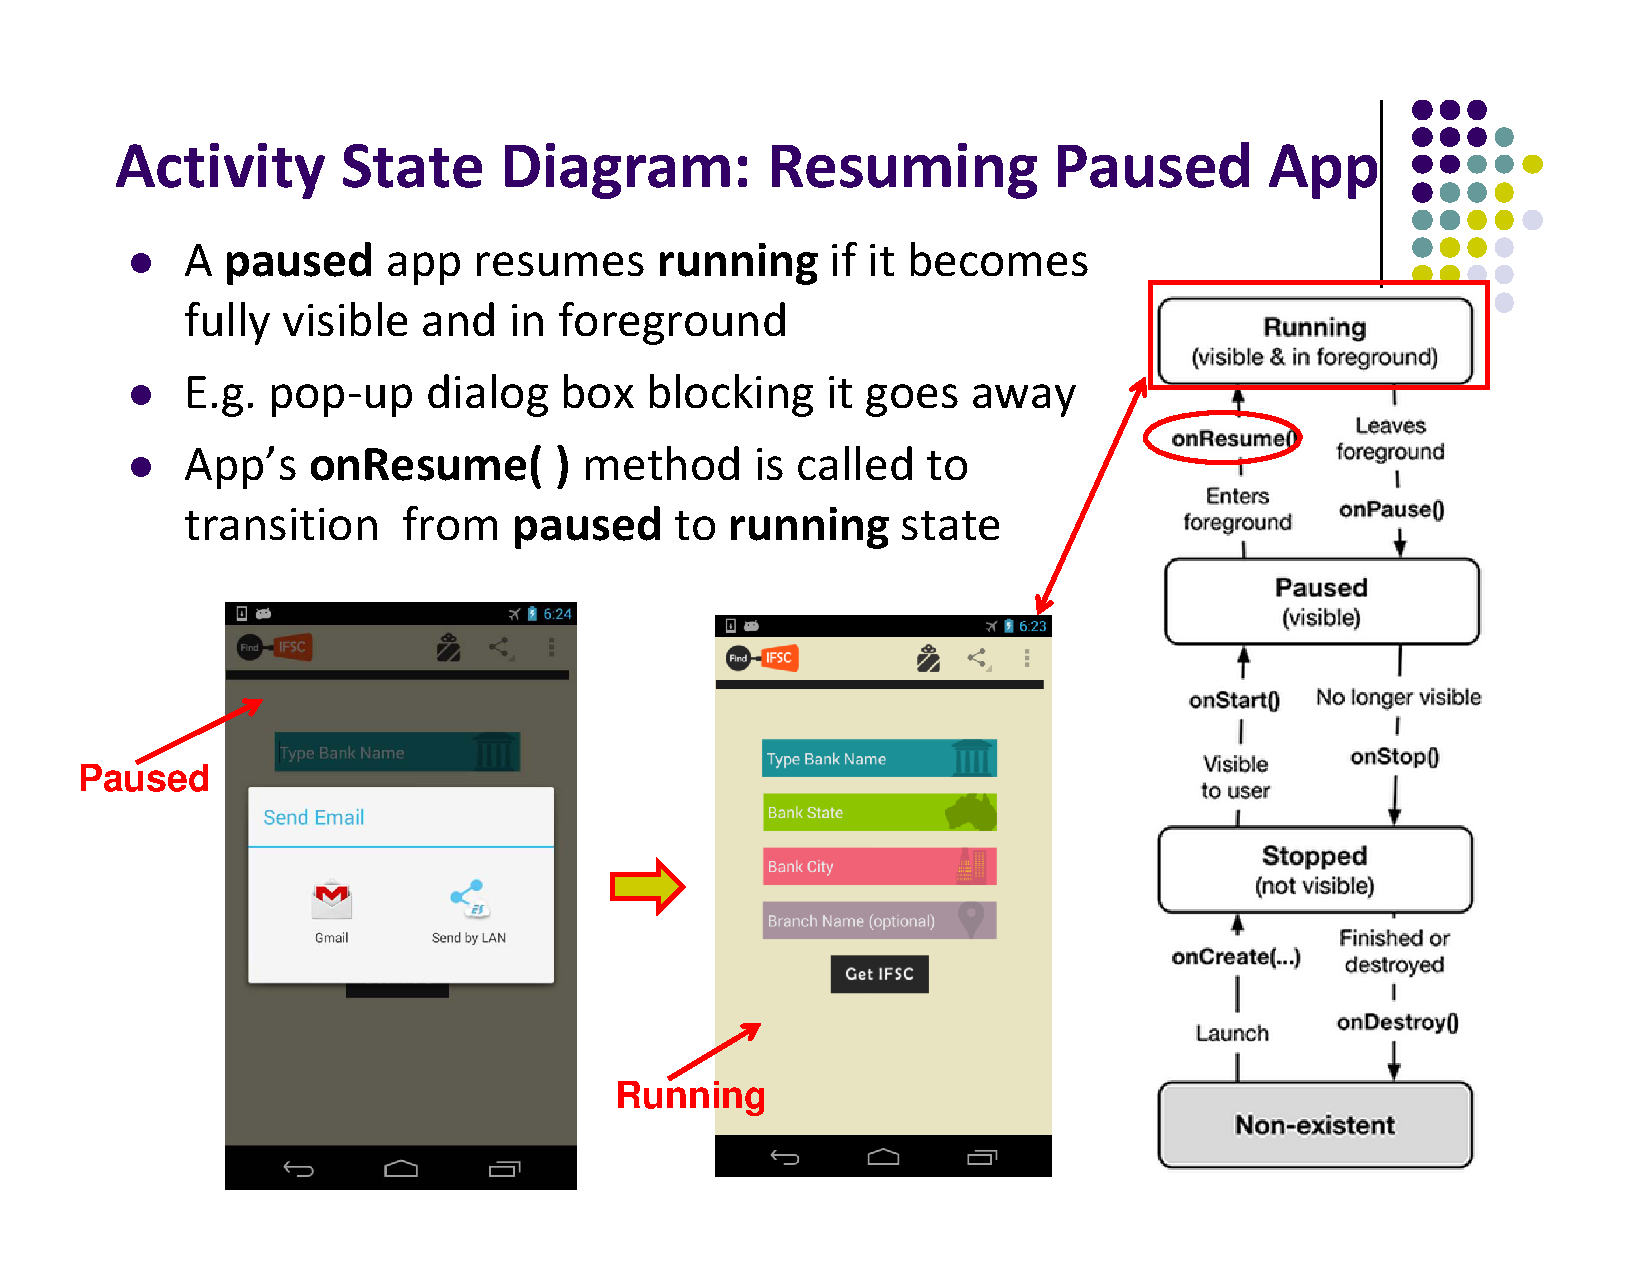 Activity State Diagram: Resuming Paused App
A paused app resumes running if it becomes
fully visible and in foreground
E.g. pop-up dialog box blocking it goes away
App's onResume( ) method is called to
transition from paused to running state
Running
(visible & in foreground)
onResume()
Leaves
foreground
Enters
foreground
onPause()
Paused
(visible)
onStart()
No longer visible
Visible
to user
onStop()
Stopped
(not visible)
onCreate(...)
Finished or
destroyed
Launch
onDestroy()
Non-existent
Paused
6:24
Find IFSC
Type Bank Name
Send Email
Gmail
Send by LAN
6:23
Find IFSC
Type Bank Name
Bank State
Bank City
Branch Name (optional)
Get IFSC
Running